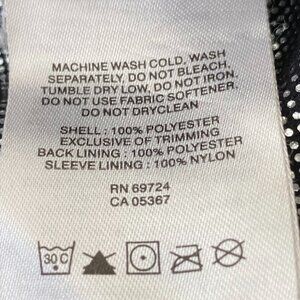 MACHINE WASH COLD, WASH
SEPARATELY, DO NOT BLEACH,
TUMBLE DRY LOW, DO NOT IRON.
DO NOT USE FABRIC SOFTENER.
DO NOT DRYCLEAN
SHELL : 100% POLYESTER
EXCLUSIVE OF TRIMMING
BACK LINING : 100% POLYESTER
SLEEVE LINING : 100% NYLON
RN 69724
CA 05367
30 C